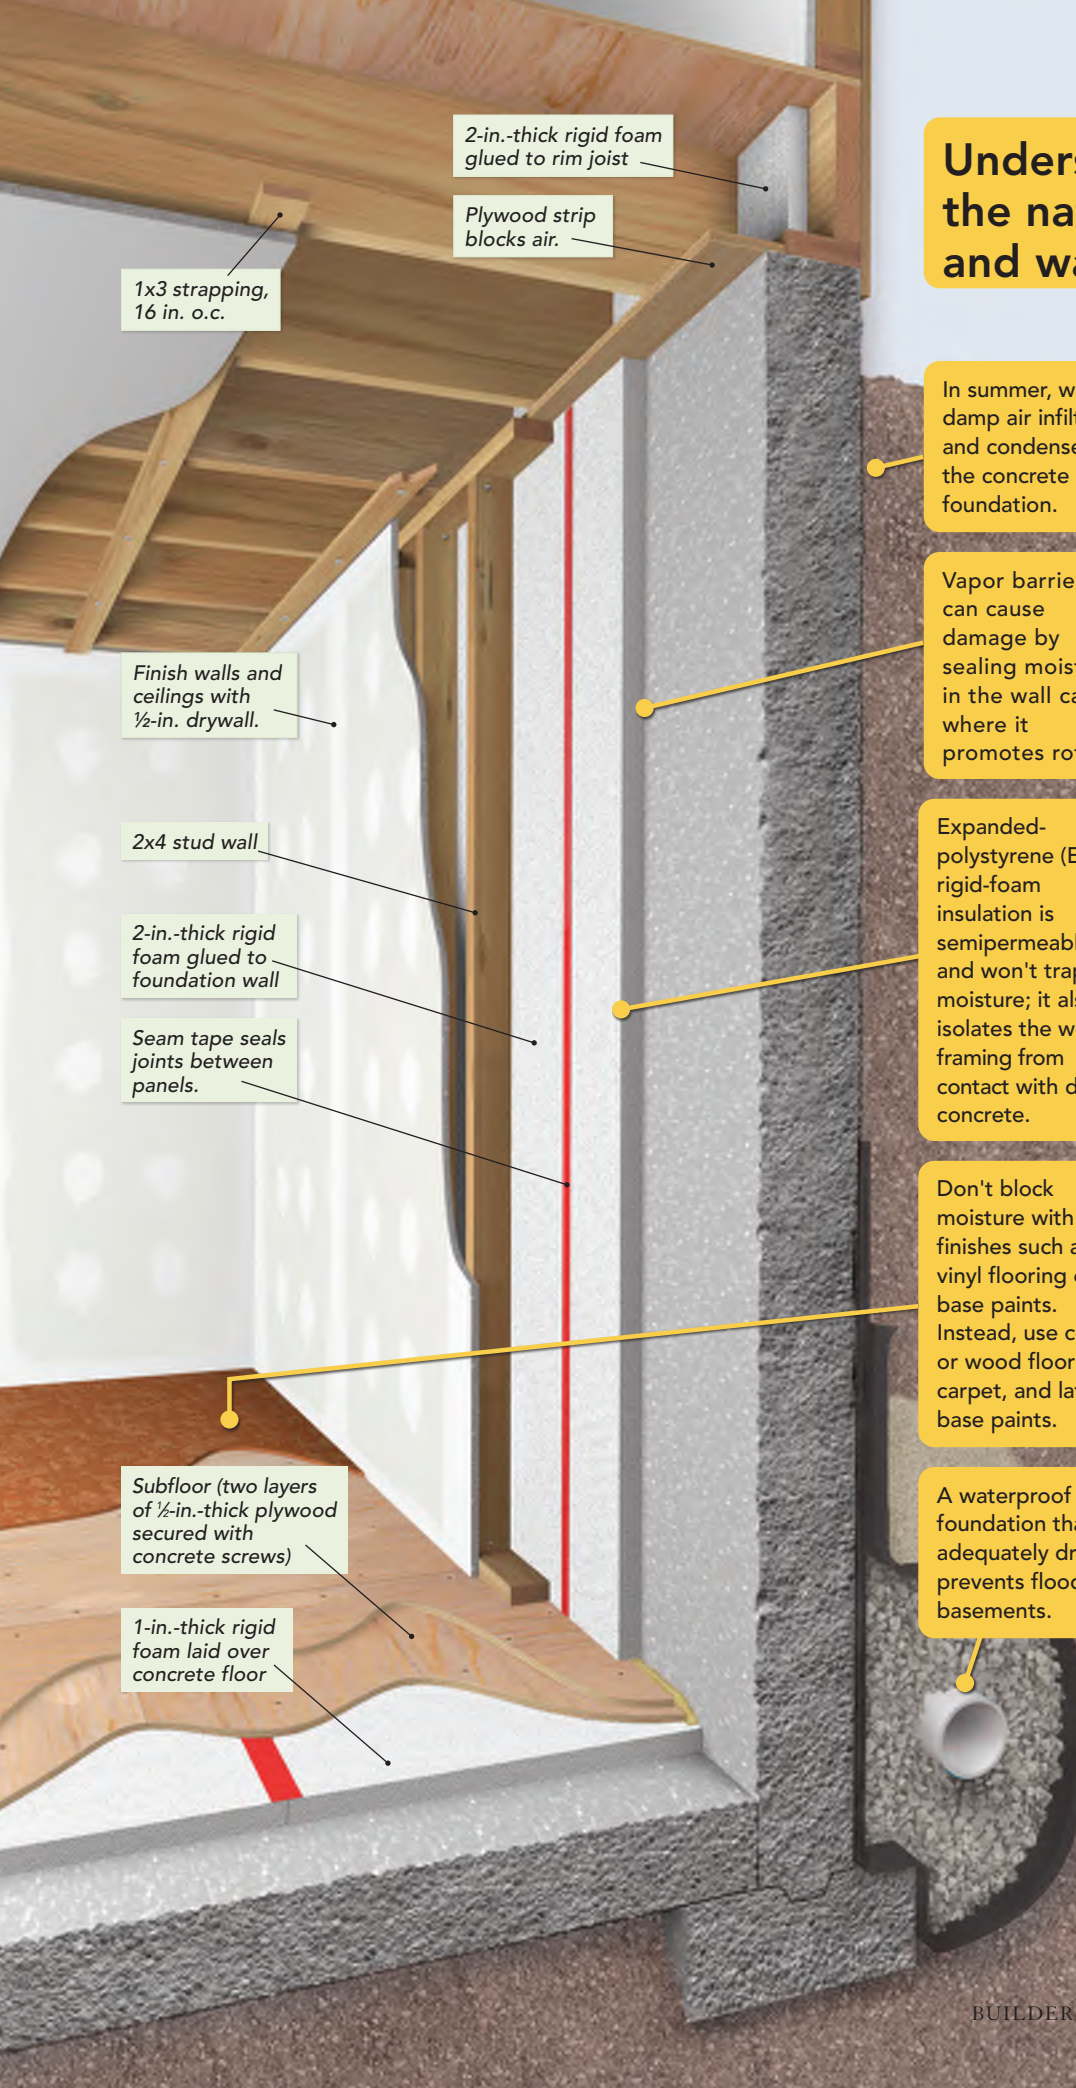 2-in.-thick rigid foam
glued to rim joist
Plywood strip
blocks air.
1x3 strapping,
16 in. o.c.
Finish walls and
ceilings with
½-in. drywall.
2x4 stud wall
2-in.-thick rigid
foam glued to
foundation wall
Seam tape seals
joints between
panels.
Subfloor (two layers
of ½-in.-thick plywood
secured with
concrete screws)
1-in.-thick rigid
foam laid over
concrete floor
the
and
In summer,
damp air
and
the concrete
foundation.
Vapor
can cause
damage by
sealing
in the wall
where it
promotes
Expanded-
polystyrene
rigid-foam
insulation is
and won't
moisture; it
isolates the
framing from
contact with
concrete.
Don't block
moisture with
finishes such
vinyl flooring
base paints.
Instead, use
or wood
carpet, and
base paints.
A waterproof
foundation
adequately
prevents
basements.
BUILDER